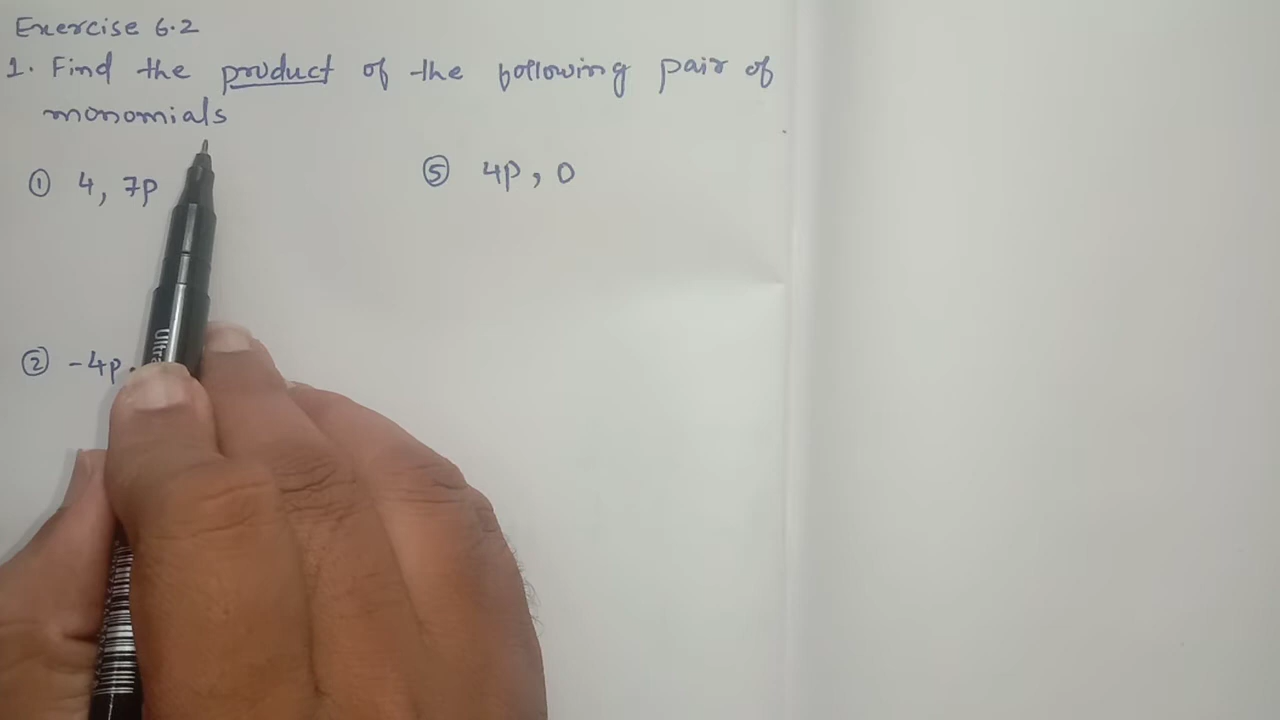 Exercise 6.2
1. Find the product of the following pair of
monomials
① 4, 7p
⑤ 4p, 0
② -4p
Ultra